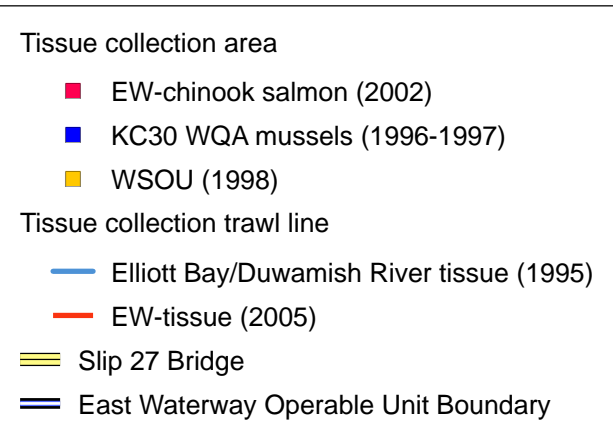 Tissue collection area
EW-chinook salmon (2002)
KC30 WQA mussels (1996-1997)
WSOU (1998)
Tissue collection trawl line
Elliott Bay/Duwamish River tissue (1995)
EW-tissue (2005)
Slip 27 Bridge
East Waterway Operable Unit Boundary